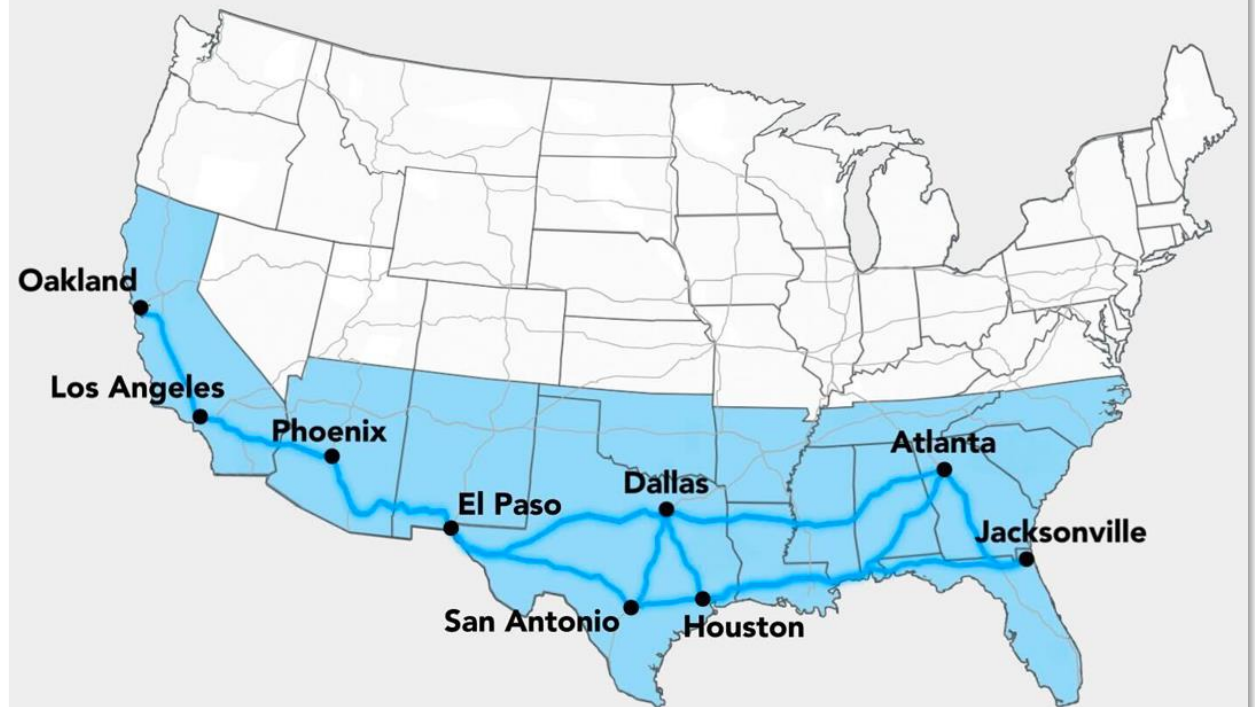 Oakland
Los Angeles
Phoenix
Atlanta
Dallas
El Paso
Jacksonville
San Antonio
Houston